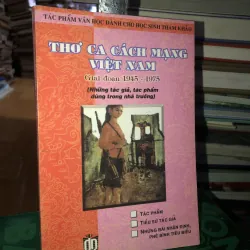 TÁC PHẨM VĂN HỌC DÀNH CHO HỌC SINH THAM KHẢO
THƠ CA CÁCH MẠNG
VIỆT NAM
Giai đoạn 1945 - 1975
(Những tác giả, tác phẩm
dùng trong nhà trường)
TÁC PHẨM
TIỂU SỬ TÁC GIẢ
NHỮNG BÀI NHẬN ĐỊNH,
PHÊ BÌNH TIÊU BIỂU